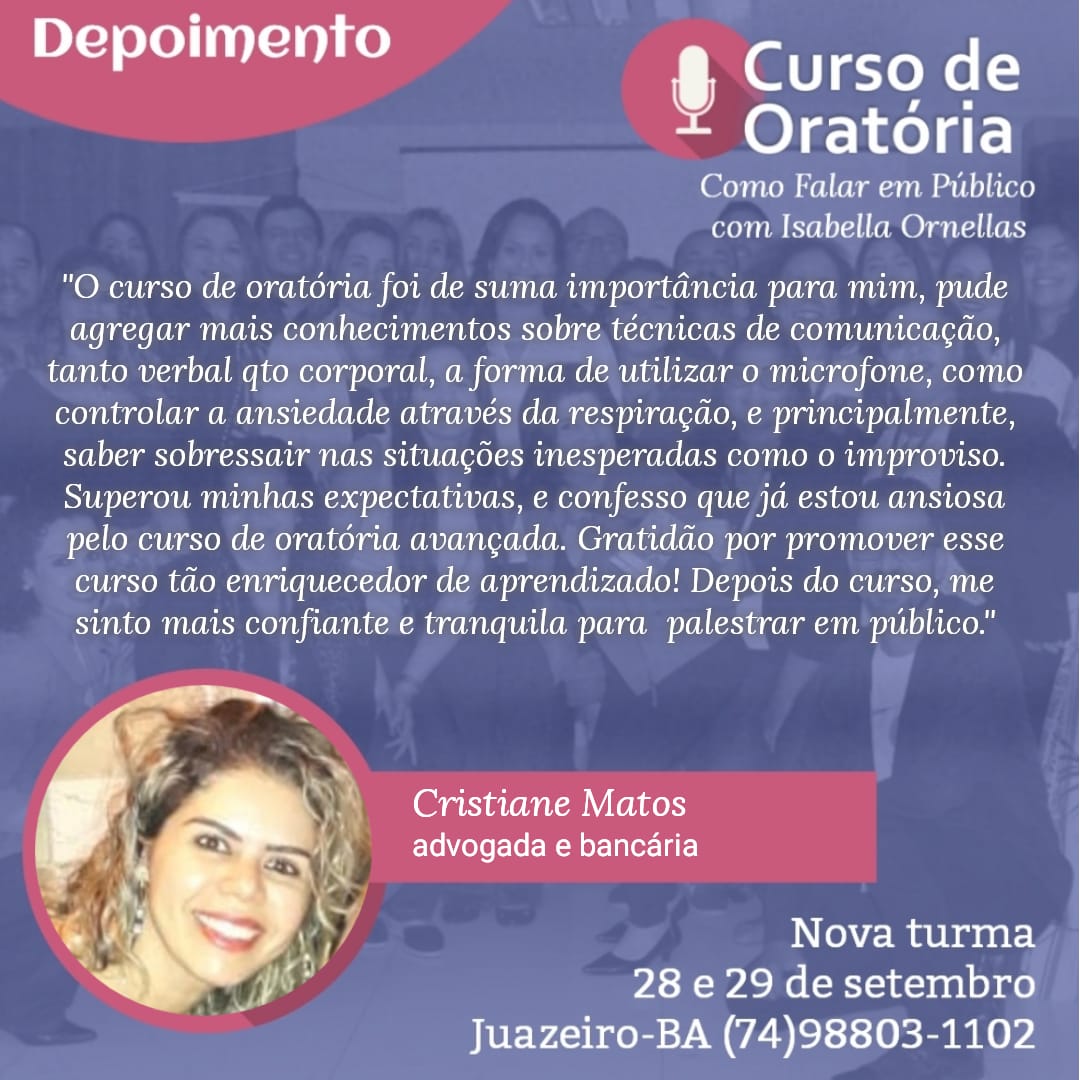 Depoimento
Curso de
Oratória
Como Falar em Público
com Isabella Ornellas
"O curso de oratória foi de suma importância para mim, pude
agregar mais conhecimentos sobre técnicas de comunicação,
tanto verbal qto corporal, a forma de utilizar o microfone, como
controlar a ansiedade através da respiração, e principalmente,
saber sobressair nas situações inesperadas como o improviso.
Superou minhas expectativas, e confesso que já estou ansiosa
pelo curso de oratória avançada. Gratidão por promover esse
curso tão enriquecedor de aprendizado! Depois do curso, me
sinto mais confiante e tranquila para  palestrar em público."
Cristiane Matos
advogada e bancária
Nova turma
28 e 29 de setembro
Juazeiro-BA (74)98803-1102